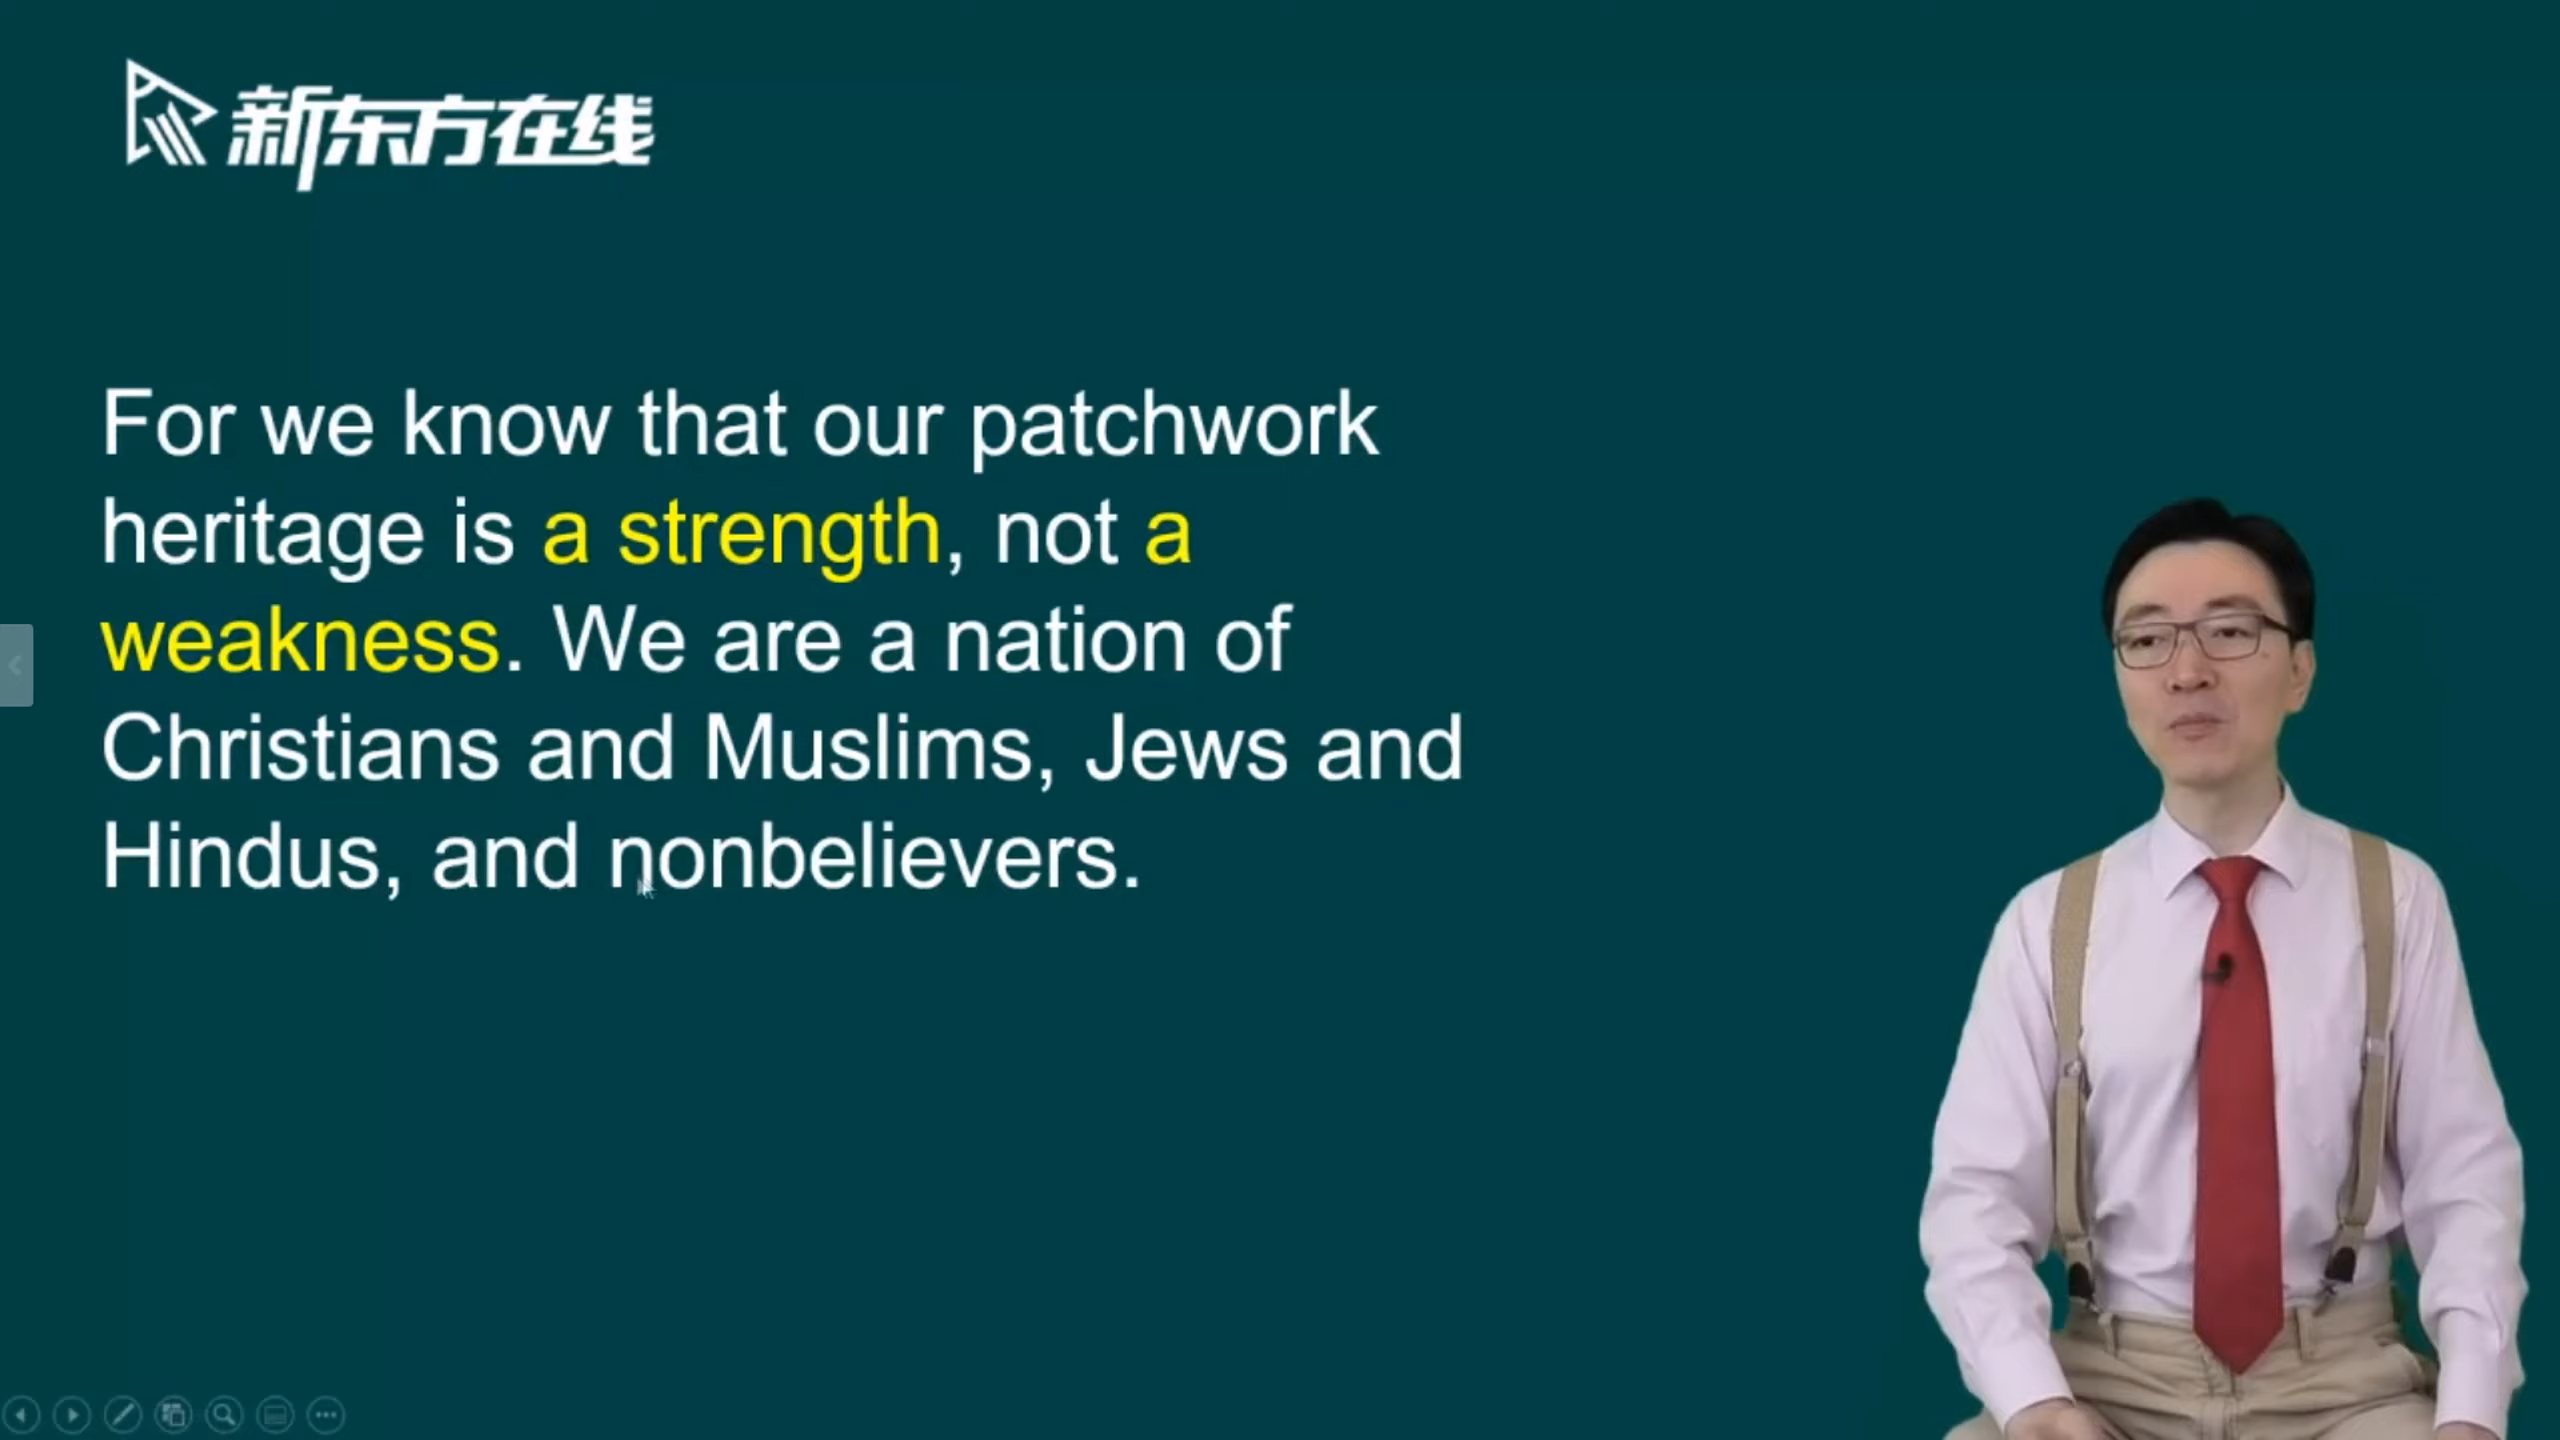 新东方在线
For we know that our patchwork
heritage is a strength, not a
weakness. We are a nation of
Christians and Muslims, Jews and
Hindus, and nonbelievers.